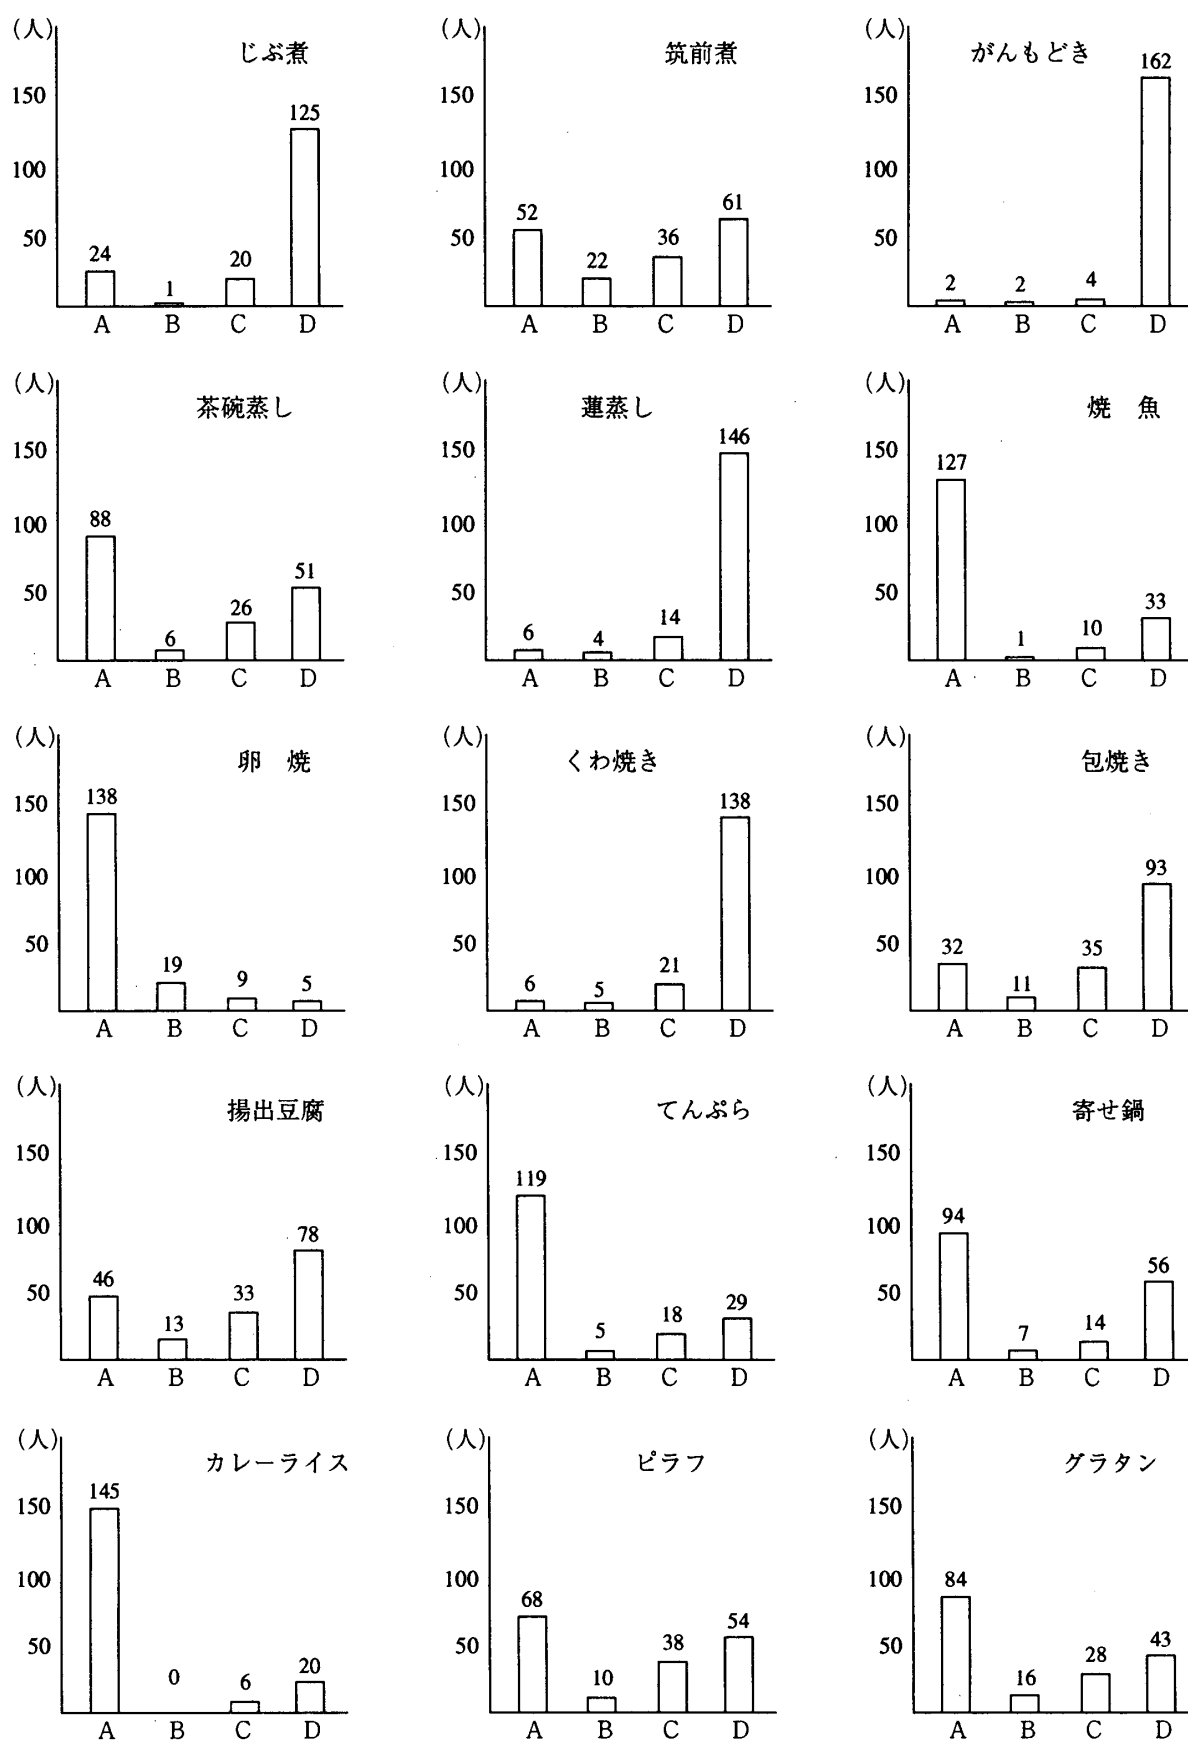 (人) じぶ煮
150
100
50
24 1 20 125
A B C D
(人) 筑前煮
150
100
50
52 22 36 61
A B C D
(人) がんもどき
150
100
50
2 2 4 162
A B C D
(人) 茶碗蒸し
150
100
50
88 6 26 51
A B C D
(人) 蓮蒸し
150
100
50
6 4 14 146
A B C D
(人) 焼 魚
150
100
50
127 1 10 33
A B C D
(人) 卵 焼
150
100
50
138 19 9 5
A B C D
(人) くわ焼き
150
100
50
6 5 21 138
A B C D
(人) 包焼き
150
100
50
32 11 35 93
A B C D
(人) 揚出豆腐
150
100
50
46 13 33 78
A B C D
(人) てんぷら
150
100
50
119 5 18 29
A B C D
(人) 寄せ鍋
150
100
50
94 7 14 56
A B C D
(人) カレーライス
150
100
50
145 0 6 20
A B C D
(人) ピラフ
150
100
50
68 10 38 54
A B C D
(人) グラタン
150
100
50
84 16 28 43
A B C D